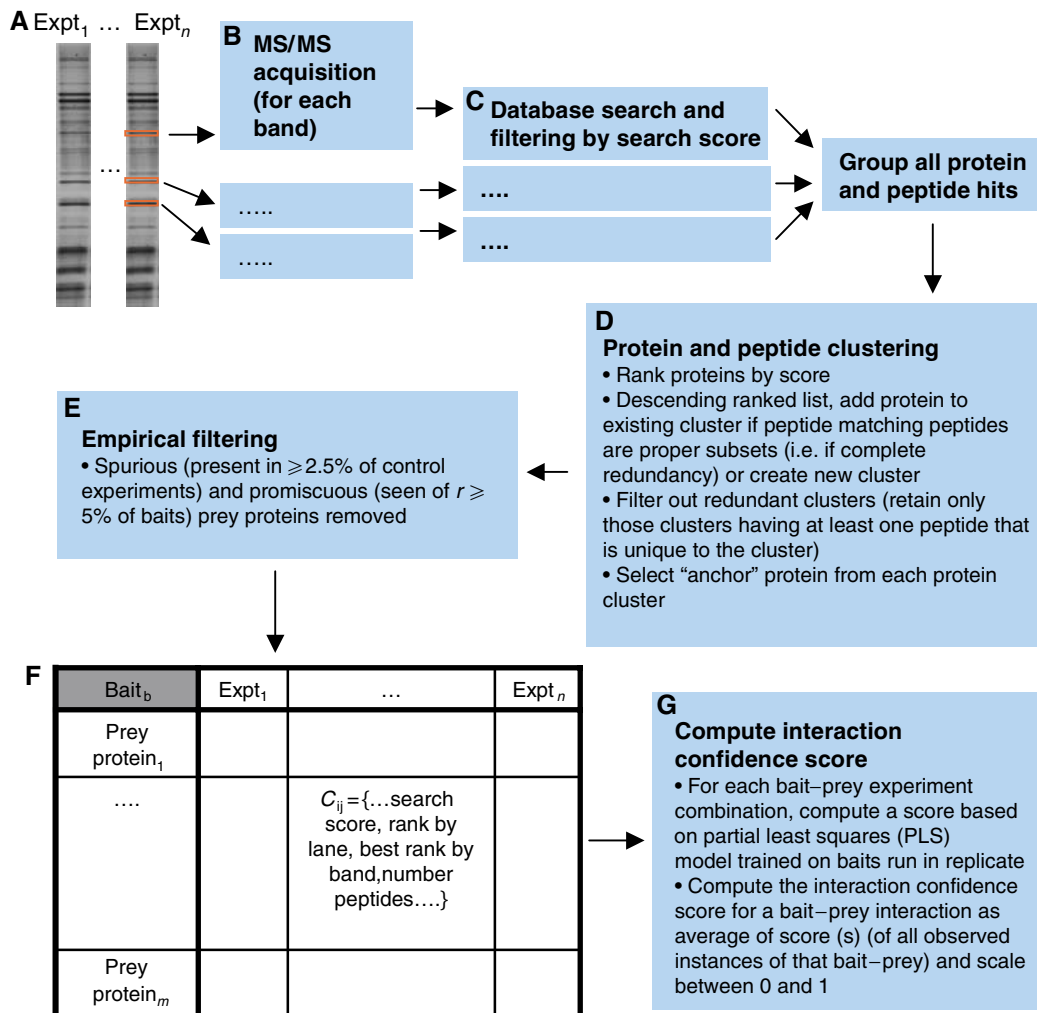 A Expt1 … Exptn
…
B
MS/MS
acquisition
(for each
band)
…..
…..
C
Database search and
filtering by search score
....
....
Group all protein
and peptide hits
D
Protein and peptide clustering
• Rank proteins by score
• Descending ranked list, add protein to
existing cluster if peptide matching peptides
are proper subsets (i.e. if complete
redundancy) or create new cluster
• Filter out redundant clusters (retain only
those clusters having at least one peptide that
is unique to the cluster)
• Select “anchor” protein from each protein
cluster
E
Empirical filtering
• Spurious (present in ⩾2.5% of control
experiments) and promiscuous (seen of r ⩾
5% of baits) prey proteins removed
F
Baitb Expt1 … Exptn
Prey
protein1
….
Cij={…search
score, rank by
lane, best rank by
band,number
peptides….}
Prey
proteinm
G
Compute interaction
confidence score
• For each bait–prey experiment
combination, compute a score based
on partial least squares (PLS)
model trained on baits run in replicate
• Compute the interaction confidence
score for a bait–prey interaction as
average of score (s) (of all observed
instances of that bait–prey) and scale
between 0 and 1